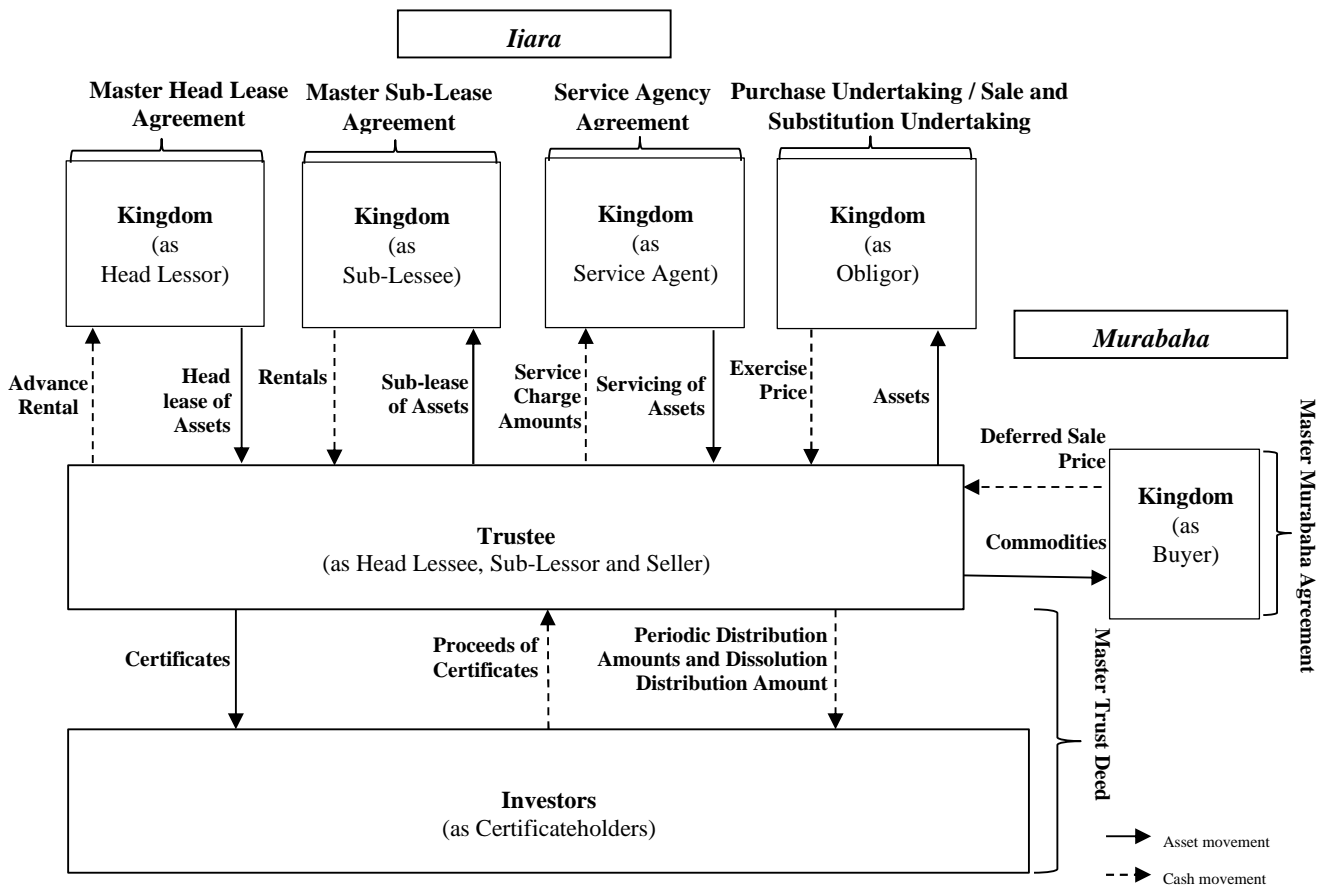 Ijara
Master Head Lease
Agreement
Master Sub-Lease
Agreement
Service Agency
Agreement
Purchase Undertaking / Sale and
Substitution Undertaking
Kingdom
(as
Head Lessor)
Kingdom
(as
Sub-Lessee)
Kingdom
(as
Service Agent)
Kingdom
(as
Obligor)
Murabaha
Advance
Rental
Head
lease of
Assets
Rentals
Sub-lease
of Assets
Service
Charge
Amounts
Servicing of
Assets
Exercise
Price
Assets
Deferred Sale
Price
Commodities
Kingdom
(as
Buyer)
Master Murabaha Agreement
Trustee
(as Head Lessee, Sub-Lessor and Seller)
Certificates
Proceeds of
Certificates
Periodic Distribution
Amounts and Dissolution
Distribution Amount
Master Trust Deed
Investors
(as Certificateholders)
Asset movement
Cash movement